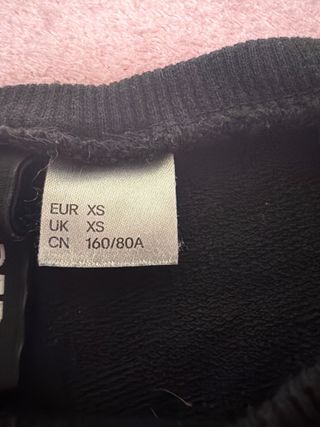 EUR XS
UK XS
CN 160/80A